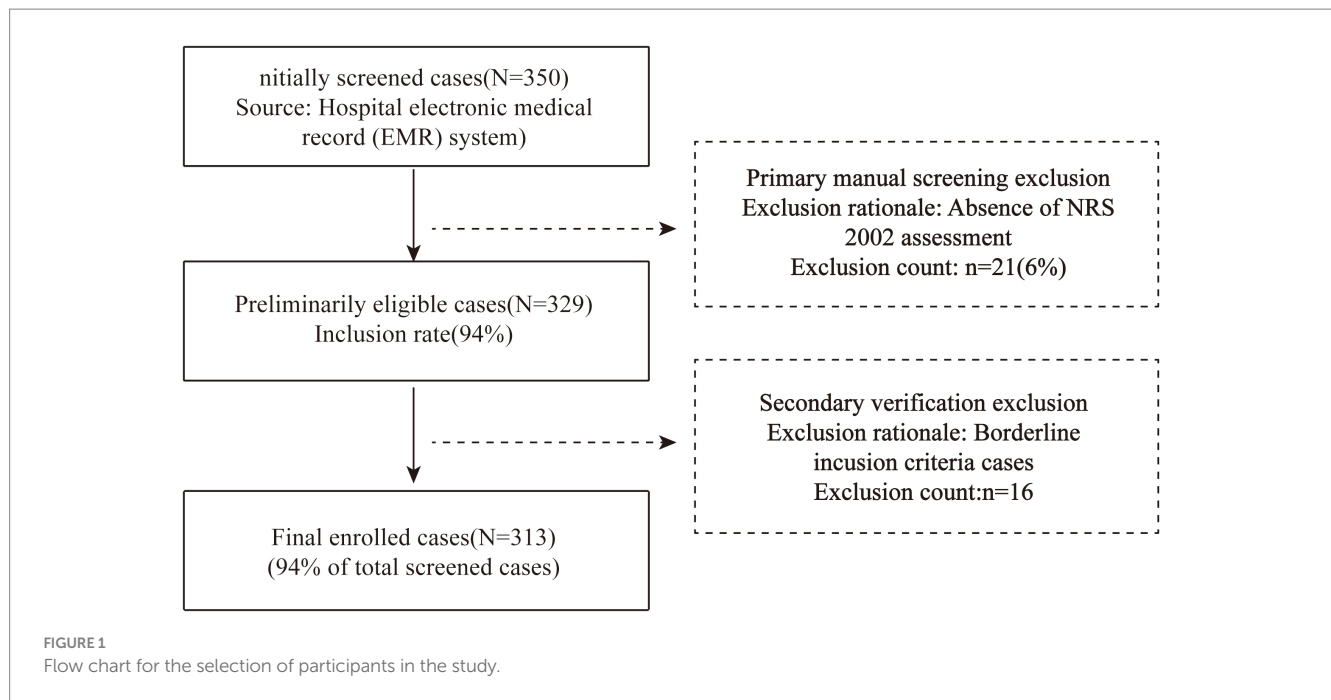 nitially screened cases(N=350)
Source: Hospital electronic medical
record (EMR) system)
Primary manual screening exclusion
Exclusion rationale: Absence of NRS
2002 assessment
Exclusion count: n=21(6%)
Preliminarily eligible cases(N=329)
Inclusion rate(94%)
Secondary verification exclusion
Exclusion rationale: Borderline
incusion criteria cases
Exclusion count:n=16
Final enrolled cases(N=313)
(94% of total screened cases)
FIGURE 1
Flow chart for the selection of participants in the study.